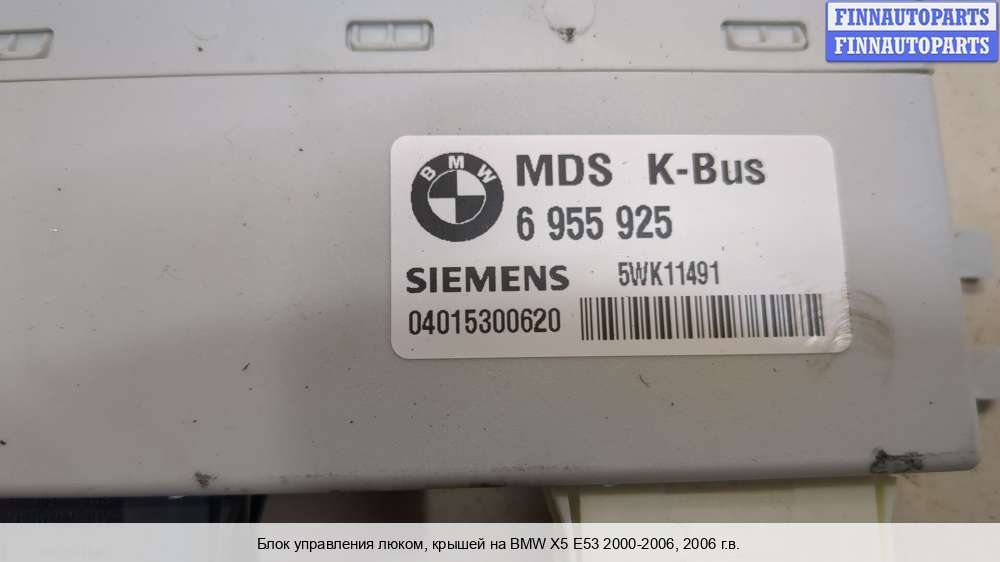 FINNAUTOPARTS
FINNAUTOPARTS
BMW
MDS K-Bus
6 955 925
SIEMENS 5WK11491
04015300620
Блок управления люком, крышей на BMW X5 E53 2000-2006, 2006 г.в.